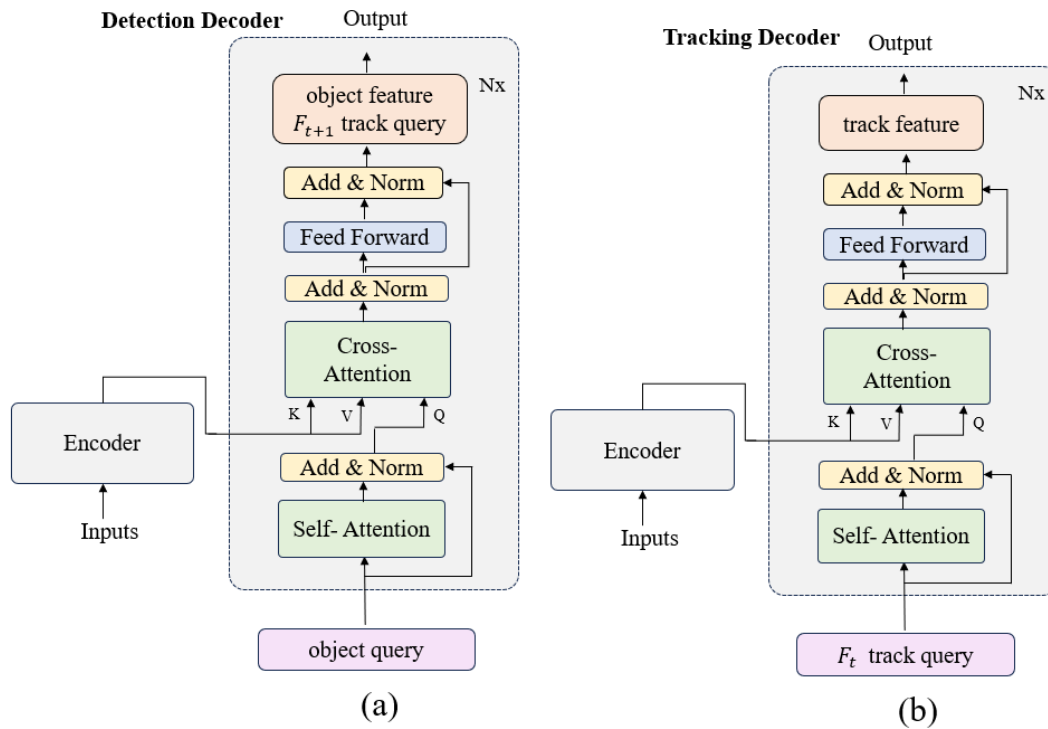 Detection Decoder
Output
Nx
object feature
F_{t+1} track query
Add & Norm
Feed Forward
Add & Norm
Cross-
Attention
K
V
Q
Encoder
Add & Norm
Self- Attention
Inputs
object query
(a)
Tracking Decoder
Output
Nx
track feature
Add & Norm
Feed Forward
Add & Norm
Cross-
Attention
K
V
Q
Encoder
Add & Norm
Self- Attention
Inputs
F_t track query
(b)